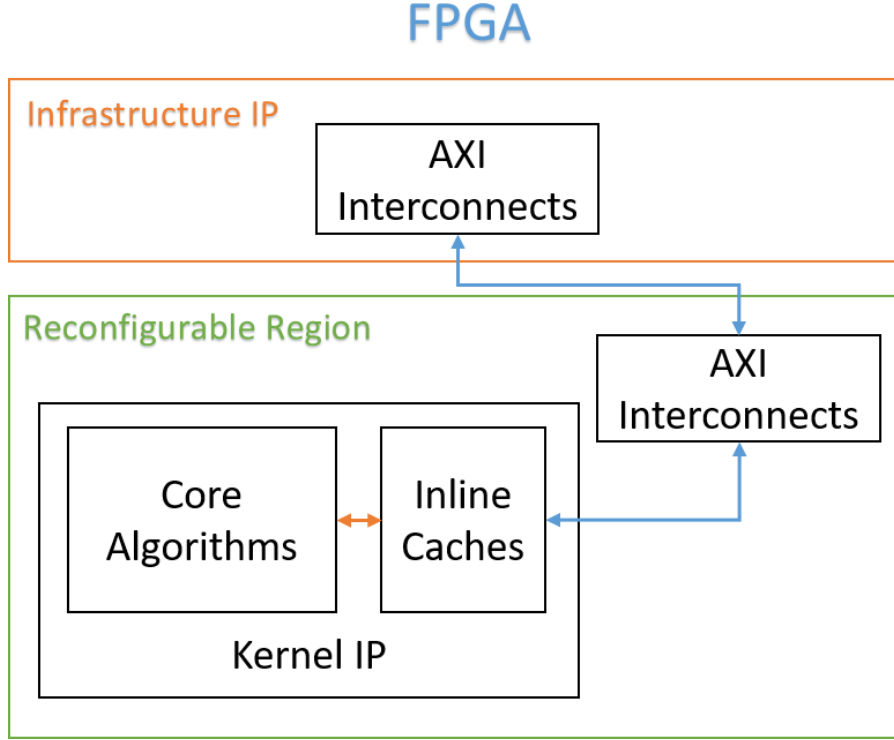 FPGA
Infrastructure IP
AXI
Interconnects
Reconfigurable Region
AXI
Interconnects
Core
Algorithms
Inline
Caches
Kernel IP